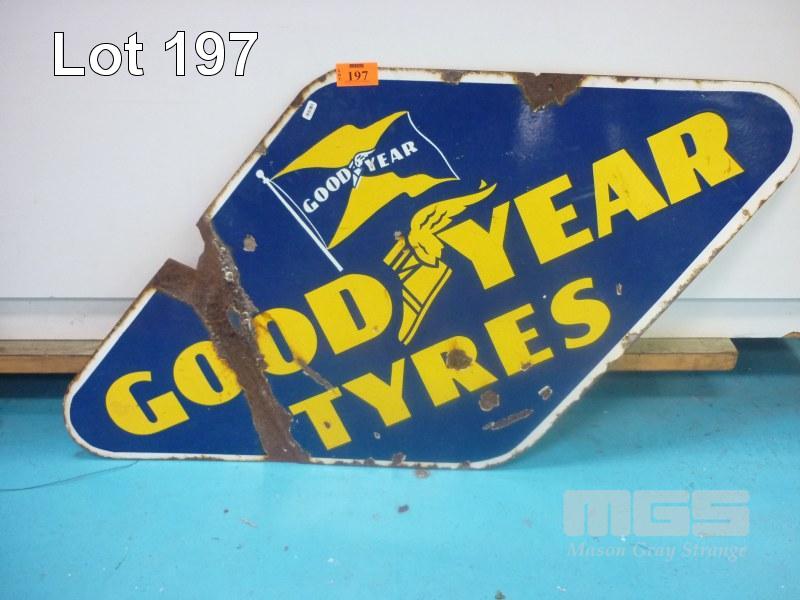 Lot 197
197
GOOD YEAR
GOOD YEAR
TYRES
MGS
Mason Gray Strange